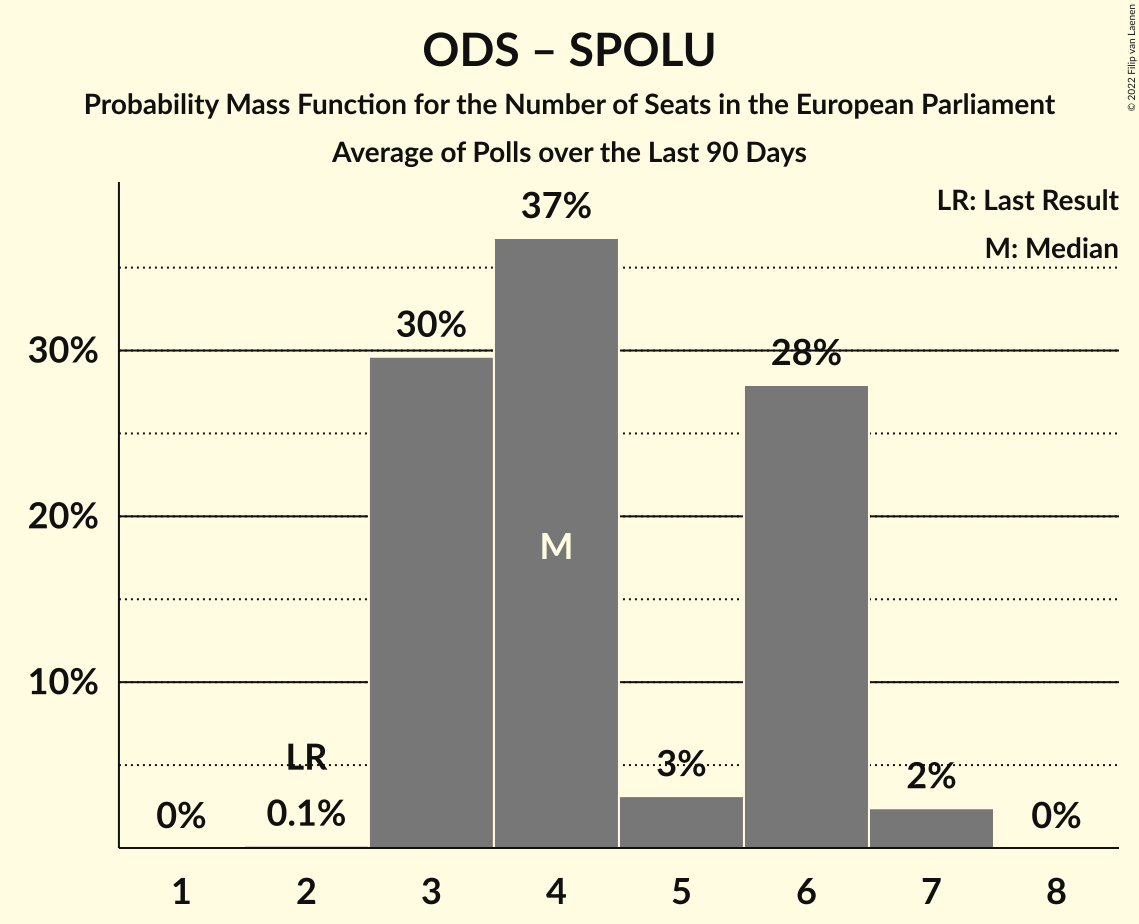 ODS – SPOLU
Probability Mass Function for the Number of Seats in the European Parliament
Average of Polls over the Last 90 Days
© 2022 Filip van Laenen
LR: Last Result
M: Median
37%
30%
30%
28%
20%
M
10%
LR
3%
2%
0%
0.1%
0%
1 2 3 4 5 6 7 8